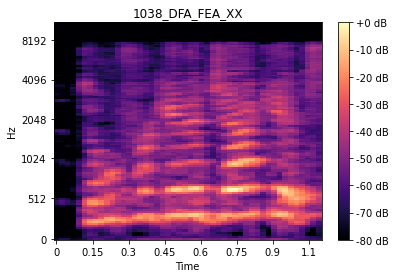 1038_DFA_FEA_XX
+0 dB
8192
-10 dB
4096
-20 dB
-30 dB
2048
Hz
-40 dB
1024
-50 dB
512
-60 dB
-70 dB
0
-80 dB
0 0.15 0.3 0.45 0.6 0.75 0.9 1.1
Time